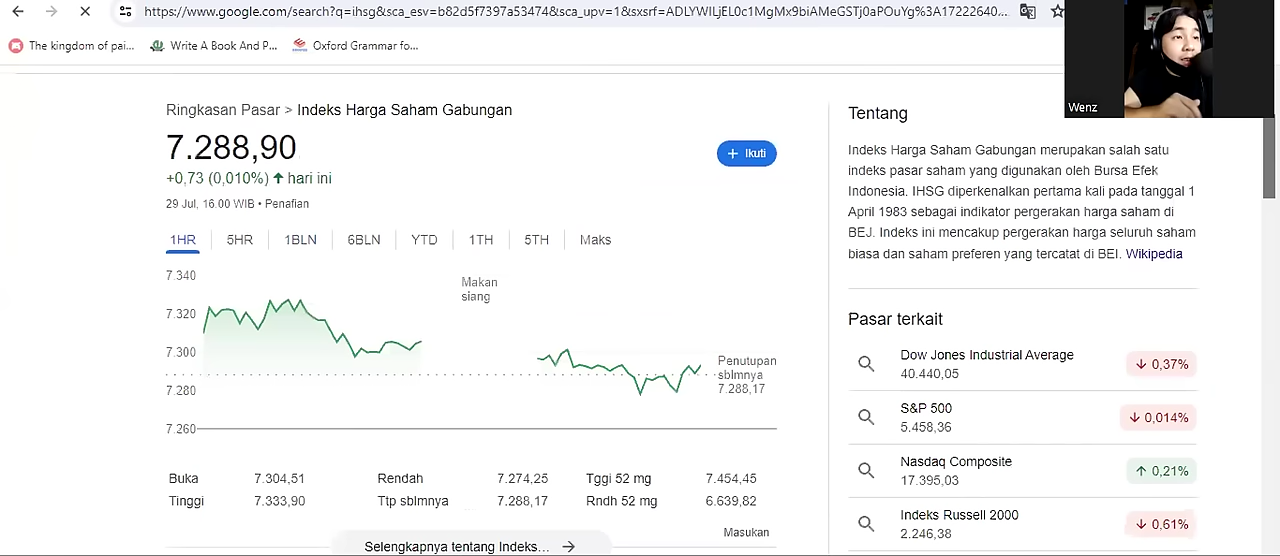 https://www.google.com/search?q=ihsg&sca_esv=b82d5f7397a53474&sca_upv=1&sxsrf=ADLYWILjEL0c1MgMx9biAMeGSTj0aPOuYg%3A17222640...
The kingdom of pai...
Write A Book And P...
Oxford Grammar fo...
Wenz
Ringkasan Pasar > Indeks Harga Saham Gabungan
7.288,90
+ Ikuti
+0,73 (0,010%) ↑ hari ini
29 Jul, 16.00 WIB • Penafian
1HR 5HR 1BLN 6BLN YTD 1TH 5TH Maks
7.340
7.320
7.300
7.280
7.260
Makan
siang
Penutupan
sblmnya
7.288,17
Buka 7.304,51 Rendah 7.274,25 Tggi 52 mg 7.454,45
Tinggi 7.333,90 Ttp sblmnya 7.288,17 Rndh 52 mg 6.639,82
Masukan
Selengkapnya tentang Indeks... →
Tentang
Indeks Harga Saham Gabungan merupakan salah satu
indeks pasar saham yang digunakan oleh Bursa Efek
Indonesia. IHSG diperkenalkan pertama kali pada tanggal 1
April 1983 sebagai indikator pergerakan harga saham di
BEJ. Indeks ini mencakup pergerakan harga seluruh saham
biasa dan saham preferen yang tercatat di BEI. Wikipedia
Pasar terkait
Dow Jones Industrial Average
40.440,05
↓ 0,37%
S&P 500
5.458,36
↓ 0,014%
Nasdaq Composite
17.395,03
↑ 0,21%
Indeks Russell 2000
2.246,38
↓ 0,61%